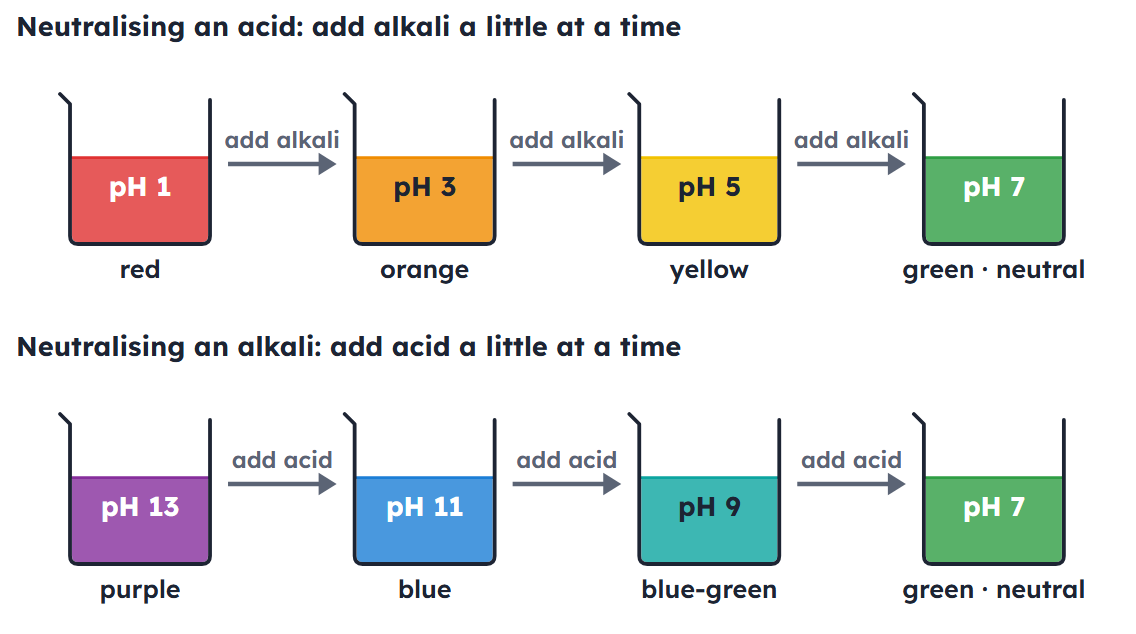 Neutralising an acid: add alkali a little at a time
add alkali add alkali add alkali
pH 1 pH 3 pH 5 pH 7
red orange yellow green · neutral
Neutralising an alkali: add acid a little at a time
add acid add acid add acid
pH 13 pH 11 pH 9 pH 7
purple blue blue-green green · neutral